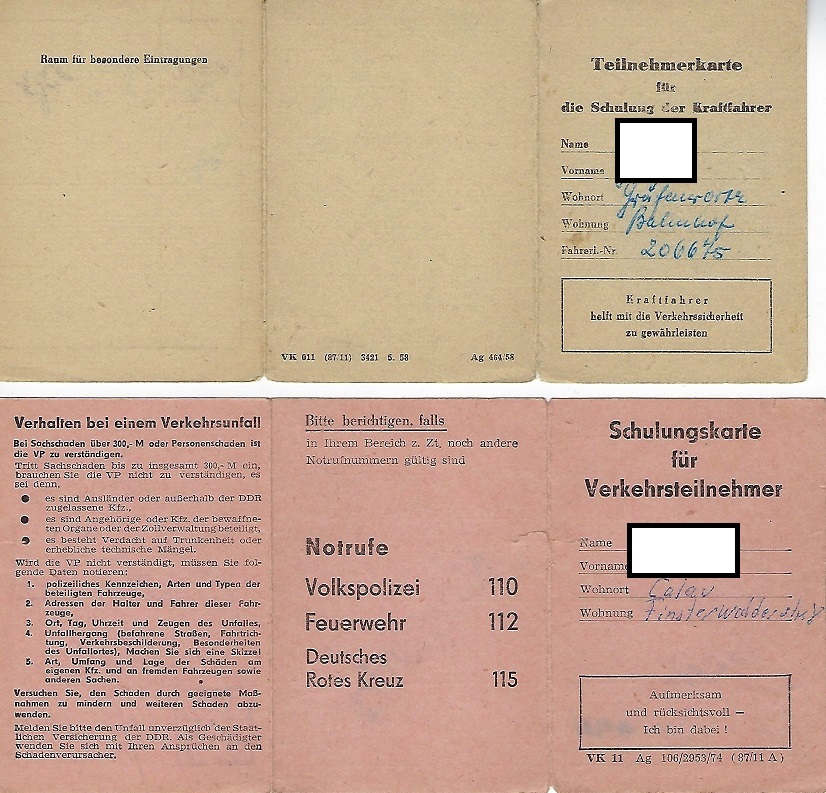 Raum für besondere Eintragungen
VK 011 (87/11) 3421 5. 58 Ag 464/58
Teilnehmerkarte
für
die Schulung der Kraftfahrer
Name
Vorname
Wohnort Gräfenwarth
Wohnung Bahnhof
Fahrerl.-Nr. 206675
Kraftfahrer
helft mit die Verkehrssicherheit
zu gewährleisten
Verhalten bei einem Verkehrsunfall
Bei Sachschaden über 300,- M oder Personenschaden ist
die VP zu verständigen.
Tritt Sachschaden bis zu insgesamt 300,- M ein,
brauchen Sie die VP nicht zu verständigen, es
sei denn,
● es sind Ausländer oder außerhalb der DDR
zugelassene Kfz.,
● es sind Angehörige oder Kfz. der bewaffne-
ten Organe oder der Zollverwaltung beteiligt,
● es besteht Verdacht auf Trunkenheit oder
erhebliche technische Mängel.
Wird die VP nicht verständigt, müssen Sie fol-
gende Daten notieren:
1. polizeiliches Kennzeichen, Arten und Typen der
beteiligten Fahrzeuge,
2. Adressen der Halter und Fahrer dieser Fahr-
zeuge,
3. Ort, Tag, Uhrzeit und Zeugen des Unfalles,
4. Unfallhergang (befahrene Straßen, Fahrtrich-
tung, Verkehrsbeschilderung, Besonderheiten
des Unfallortes), Machen Sie sich eine Skizze!
5. Art, Umfang und Lage der Schäden am
eigenen Kfz. und an fremden Fahrzeugen sowie
anderen Sachen.
Versuchen Sie, den Schaden durch geeignete Maß-
nahmen zu mindern und weiteren Schaden abzu-
wenden.
Melden Sie bitte den Unfall unverzüglich der Staat-
lichen Versicherung der DDR. Als Geschädigter
wenden Sie sich mit Ihren Ansprüchen an den
Schadenverursacher.
Bitte berichtigen, falls
in Ihrem Bereich z. Zt. noch andere
Notrufnummern gültig sind
Notrufe
Volkspolizei 110
Feuerwehr 112
Deutsches
Rotes Kreuz 115
Schulungskarte
für
Verkehrsteilnehmer
Name
Vorname
Wohnort Calau
Wohnung
Aufmerksam
und rücksichtsvoll —
Ich bin dabei !
VK 11 Ag 106/2953/74 (87/11 A)